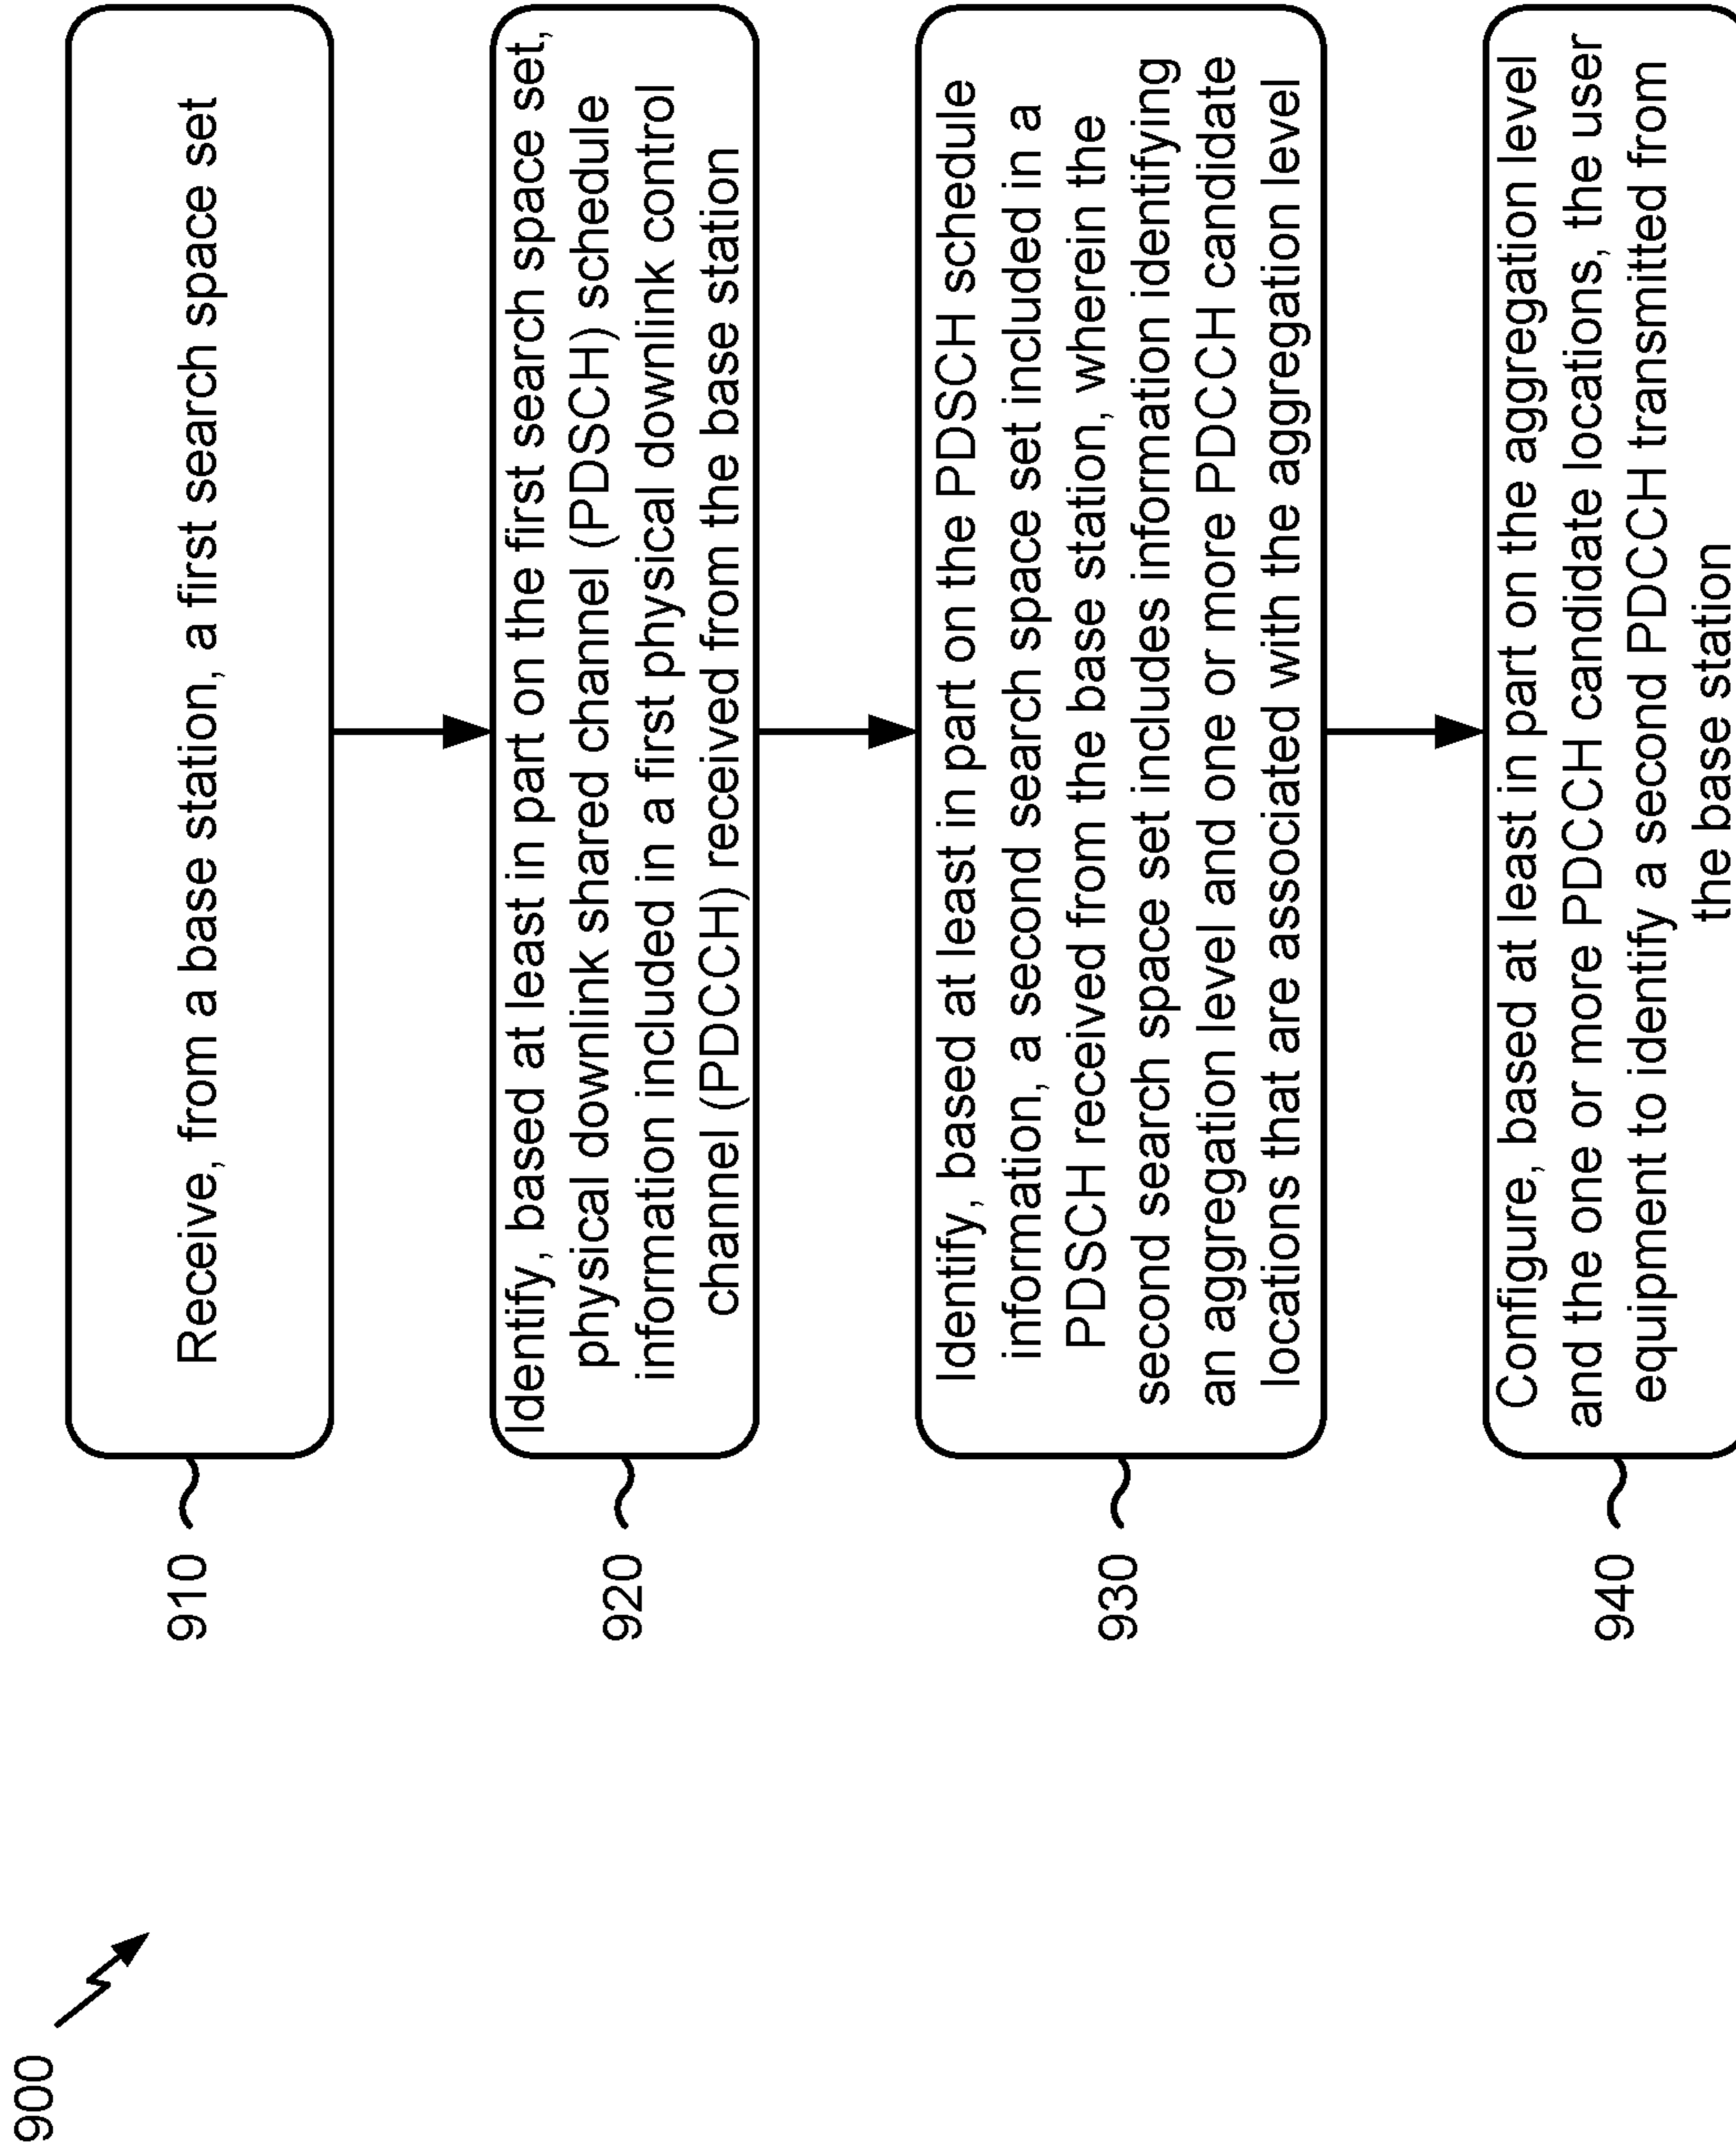 900
910
Receive, from a base station, a first search space set
920
Identify, based at least in part on the first search space set,
physical downlink shared channel (PDSCH) schedule
information included in a first physical downlink control
channel (PDCCH) received from the base station
930
Identify, based at least in part on the PDSCH schedule
information, a second search space set included in a
PDSCH received from the base station, wherein the
second search space set includes information identifying
an aggregation level and one or more PDCCH candidate
locations that are associated with the aggregation level
940
Configure, based at least in part on the aggregation level
and the one or more PDCCH candidate locations, the user
equipment to identify a second PDCCH transmitted from
the base station